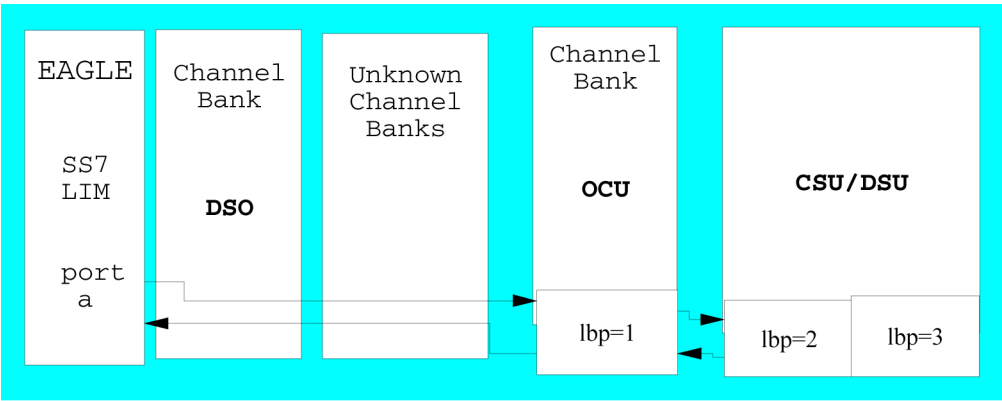 EAGLE
SS7
LIM
port
a
Channel
Bank
DSO
Unknown
Channel
Banks
Channel
Bank
OCU
lbp=1
CSU/DSU
lbp=2
lbp=3